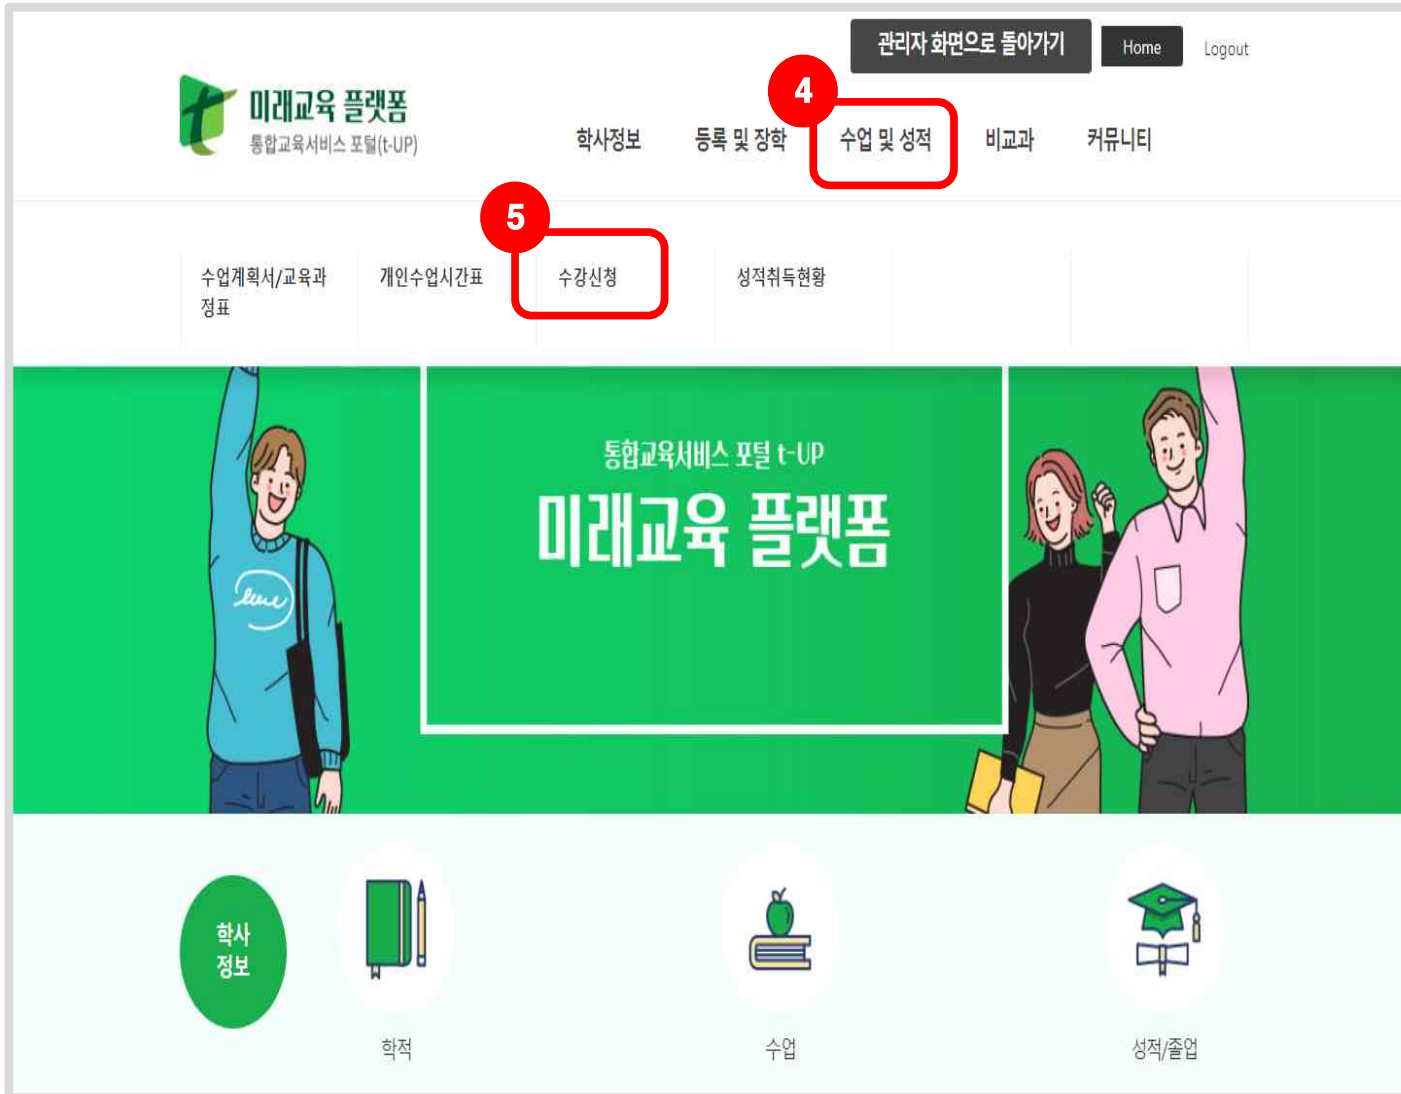 관리자 화면으로 돌아가기 Home Logout
4
미래교육 플랫폼
통합교육서비스 포털(t-UP)
학사정보 등록 및 장학 수업 및 성적 비교과 커뮤니티
5
수업계획서/교육과
정표
개인수업시간표 수강신청 성적취득현황
통합교육서비스 포털 t-UP
미래교육 플랫폼
학사
정보
학적 수업 성적/졸업